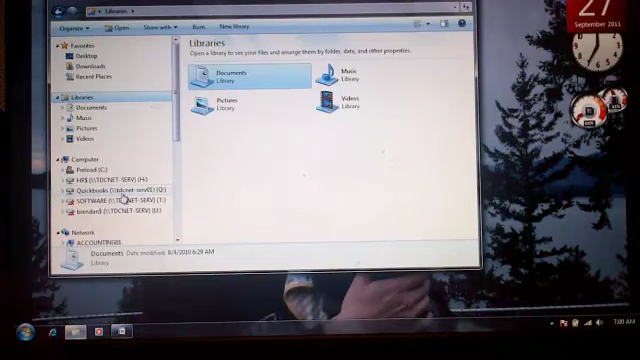 Libraries
27
September 2011
Organize
Open
Share with
Burn
New library
Favorites
Desktop
Downloads
Recent Places
Libraries
Documents
Music
Pictures
Videos
Computer
Preload (C:)
HR$ (\\TDCNET-SERV) (H:)
Quickbooks (\\tdcnet-serv01) (Q:)
SOFTWARE (\\TDCNET-SERV) (T:)
brendan$ (\\TDCNET-SERV) (U:)
Network
ACCOUNTING01
Libraries
Open a library to see your files and arrange them by folder, date, and other properties.
Documents
Library
Music
Library
Pictures
Library
Videos
Library
Documents Date modified: 8/4/2010 6:29 AM
Library
7:00 AM